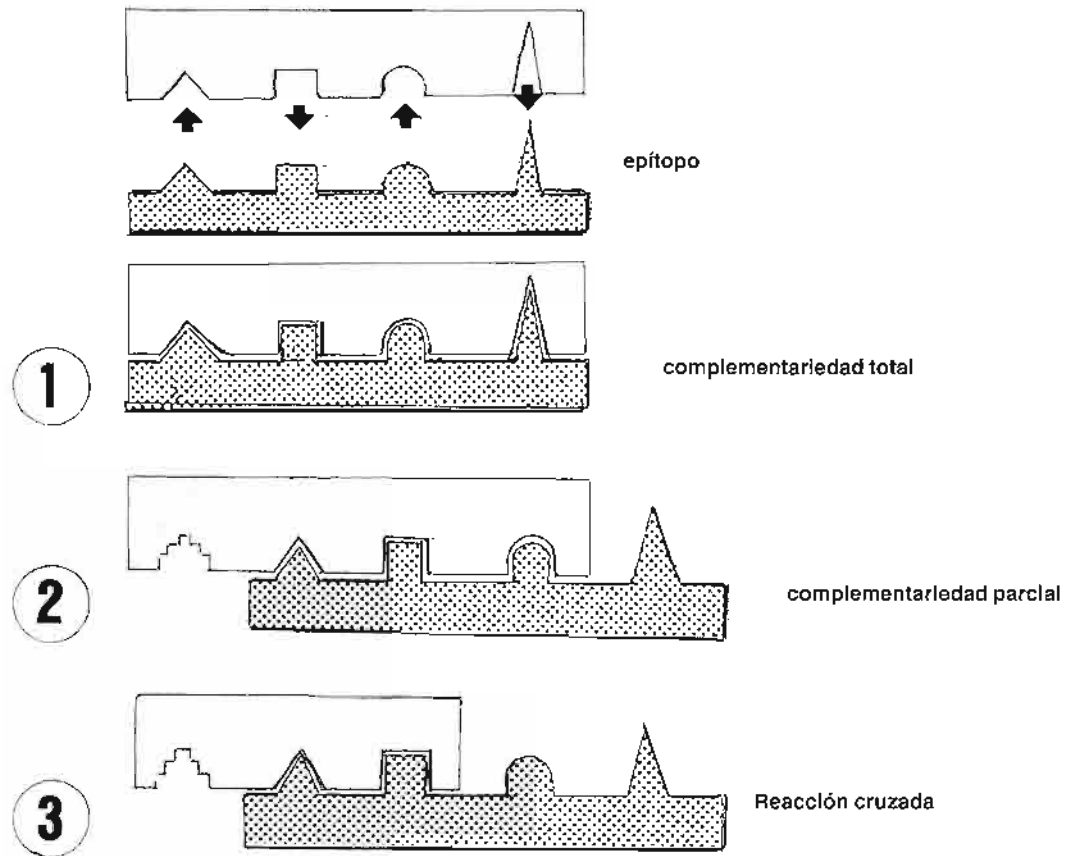 epítopo
1
complementariedad total
2
complementariedad parcial
3
Reacción cruzada